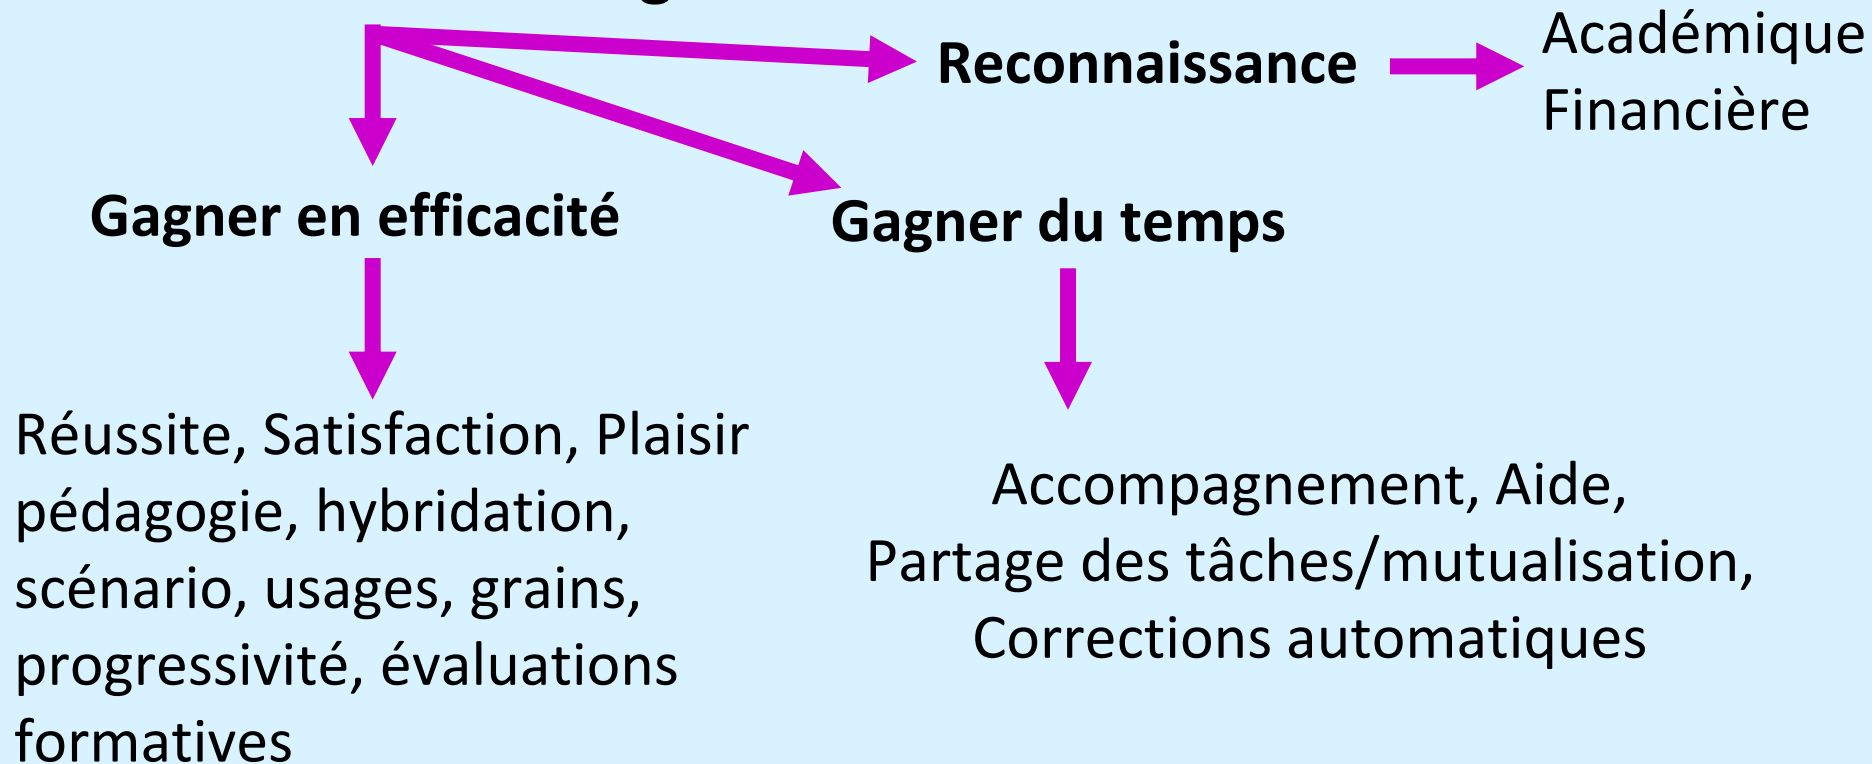 Reconnaissance
Académique
Financière
Gagner en efficacité
Gagner du temps
Réussite, Satisfaction, Plaisir
pédagogie, hybridation,
scénario, usages, grains,
progressivité, évaluations
formatives
Accompagnement, Aide,
Partage des tâches/mutualisation,
Corrections automatiques